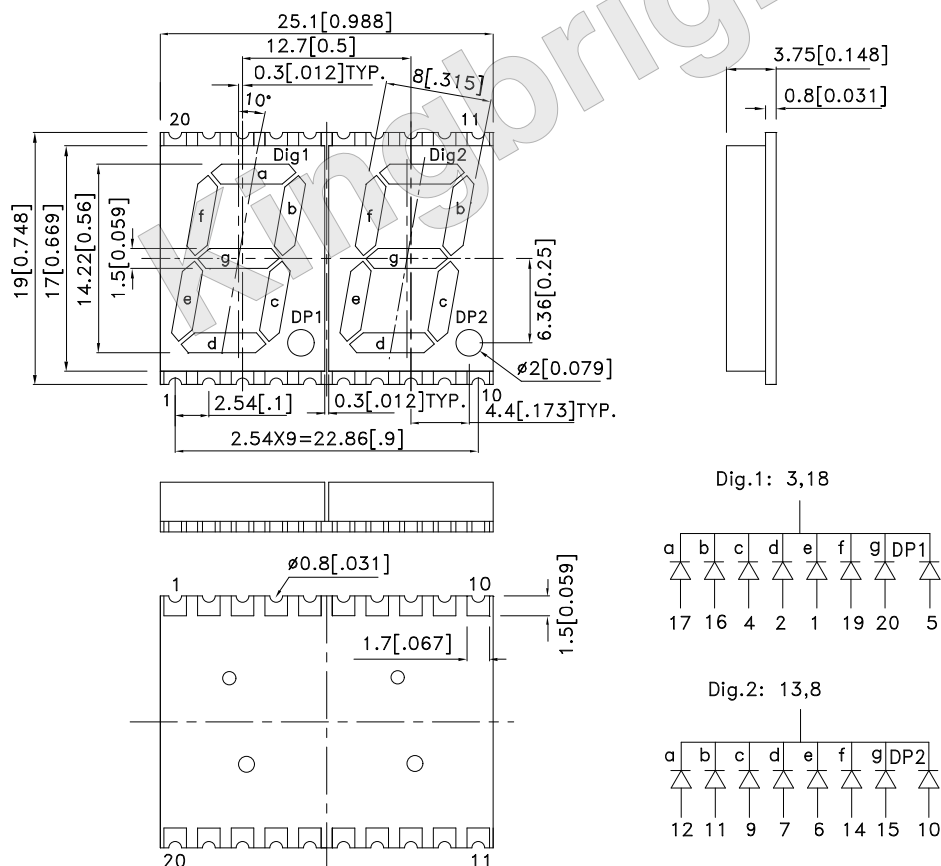 25.1[0.988]
12.7[0.5]
0.3[.012]TYP.
8[.315]
10°
3.75[0.148]
0.8[0.031]
20
11
Dig1
Dig2
a
b
f
g
e
c
d
DP1
a
b
f
g
e
c
d
DP2
19[0.748]
17[0.669]
14.22[0.56]
1.5[0.059]
6.36[0.25]
ø2[0.079]
1
10
2.54[.1]
0.3[.012]TYP.
4.4[.173]TYP.
2.54X9=22.86[.9]
1
ø0.8[.031]
10
1.5[0.059]
1.7[.067]
20
11
Dig.1: 3,18
a b c d e f g DP1
17 16 4 2 1 19 20 5
Dig.2: 13,8
a b c d e f g DP2
12 11 9 7 6 14 15 10
Kingbrig